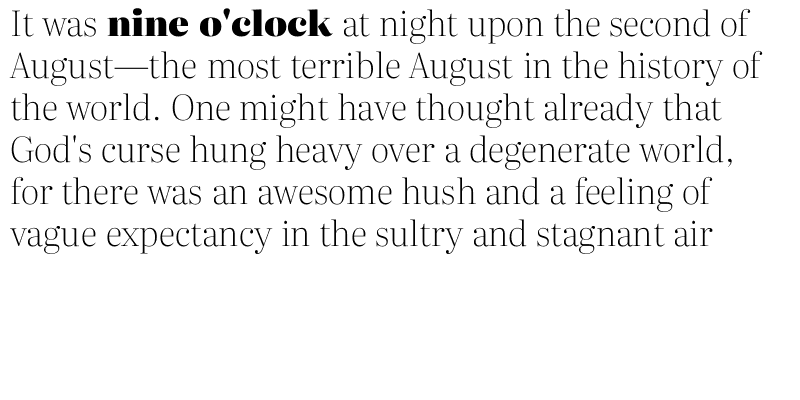 It was nine o'clock at night upon the second of
August—the most terrible August in the history of
the world. One might have thought already that
God's curse hung heavy over a degenerate world,
for there was an awesome hush and a feeling of
vague expectancy in the sultry and stagnant air